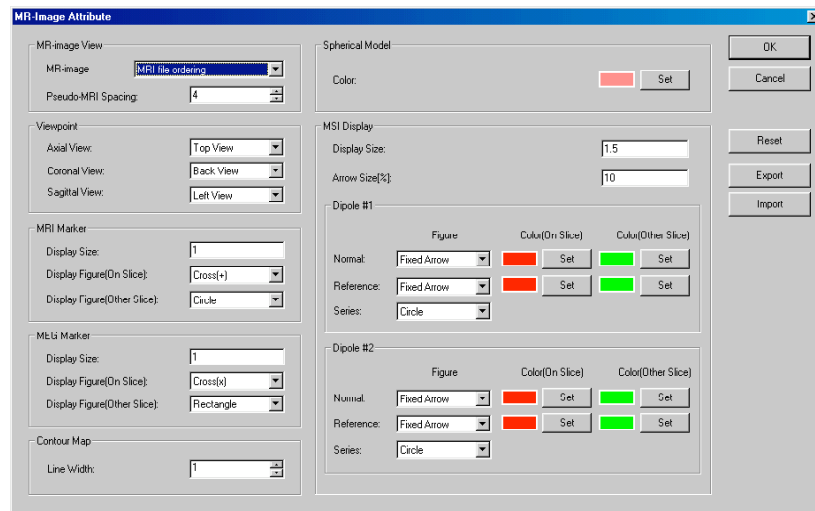 MR-Image Attribute
MR-image View
MR-image
MRI file ordering
Pseudo-MRI Spacing:
4
Viewpoint
Axial View:
Top View
Coronal View:
Back View
Sagittal View:
Left View
MRI Marker
Display Size:
1
Display Figure(On Slice):
Cross(+)
Display Figure(Other Slice):
Circle
MEG Marker
Display Size:
1
Display Figure(On Slice):
Cross(x)
Display Figure(Other Slice):
Rectangle
Contour Map
Line Width:
1
Spherical Model
Color:
Set
MSI Display
Display Size:
1.5
Arrow Size[%]:
10
Dipole #1
Figure Color(On Slice) Color(Other Slice)
Normal: Fixed Arrow Set Set
Reference: Fixed Arrow Set Set
Series: Circle
Dipole #2
Figure Color(On Slice) Color(Other Slice)
Normal: Fixed Arrow Set Set
Reference: Fixed Arrow Set Set
Series: Circle
OK
Cancel
Reset
Export
Import